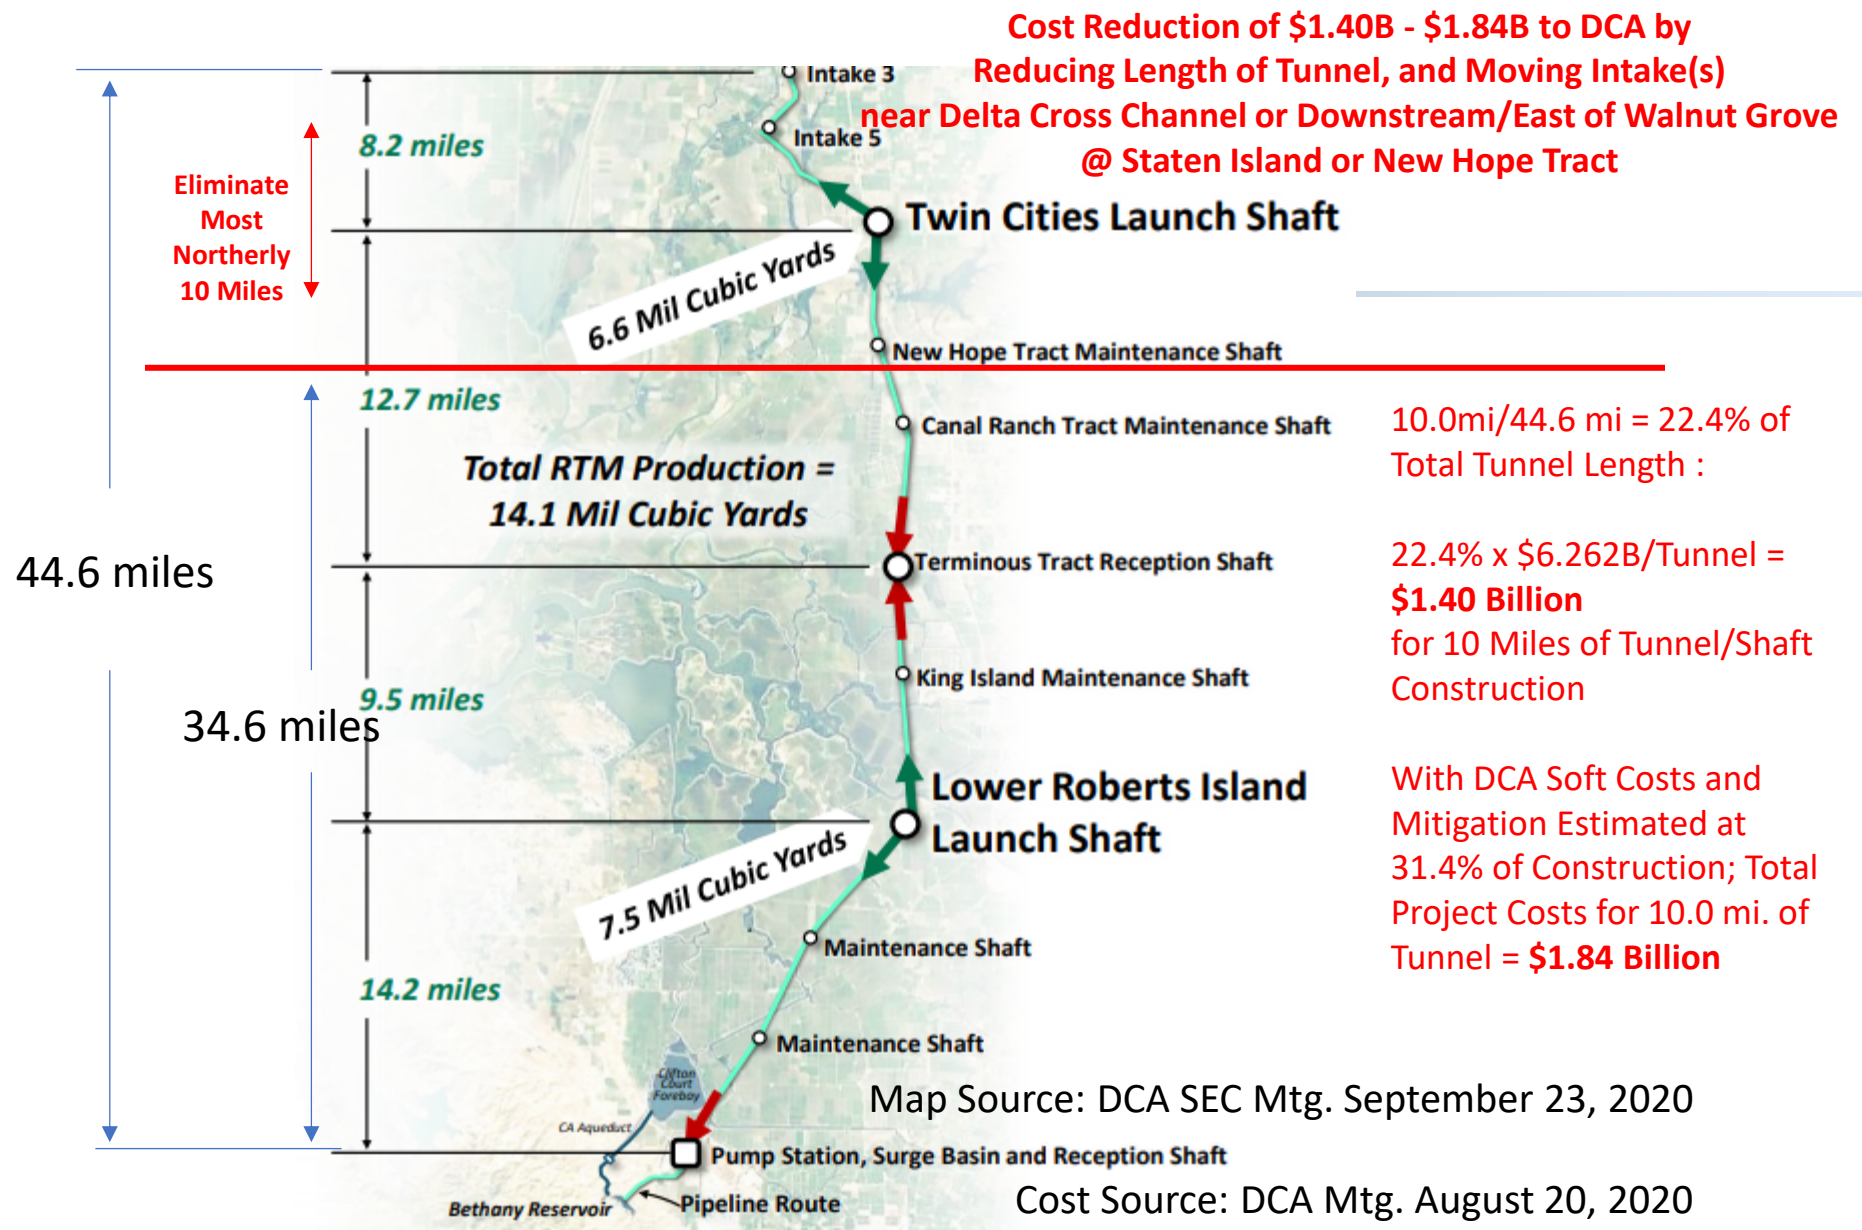 Cost Reduction of $1.40B - $1.84B to DCA by
Reducing Length of Tunnel, and Moving Intake(s)
near Delta Cross Channel or Downstream/East of Walnut Grove
@ Staten Island or New Hope Tract
Intake 3
8.2 miles
Intake 5
Eliminate
Most
Northerly
10 Miles
Twin Cities Launch Shaft
6.6 Mil Cubic Yards
New Hope Tract Maintenance Shaft
12.7 miles
Canal Ranch Tract Maintenance Shaft
Total RTM Production =
14.1 Mil Cubic Yards
Terminous Tract Reception Shaft
44.6 miles
King Island Maintenance Shaft
9.5 miles
34.6 miles
Lower Roberts Island
Launch Shaft
7.5 Mil Cubic Yards
Maintenance Shaft
14.2 miles
Maintenance Shaft
Clifton
Court
Forebay
CA Aqueduct
Pump Station, Surge Basin and Reception Shaft
Bethany Reservoir
Pipeline Route
10.0mi/44.6 mi = 22.4% of
Total Tunnel Length :
22.4% x $6.262B/Tunnel =
$1.40 Billion
for 10 Miles of Tunnel/Shaft
Construction
With DCA Soft Costs and
Mitigation Estimated at
31.4% of Construction; Total
Project Costs for 10.0 mi. of
Tunnel = $1.84 Billion
Map Source: DCA SEC Mtg. September 23, 2020
Cost Source: DCA Mtg. August 20, 2020